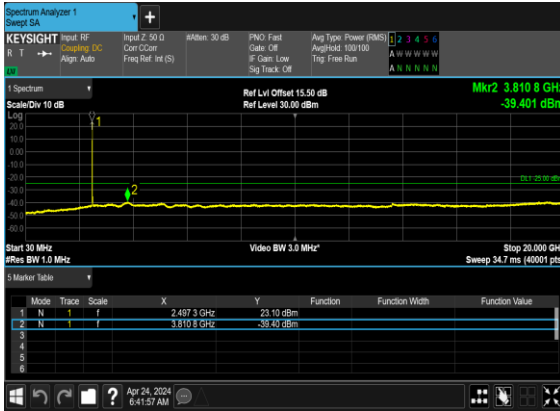 Spectrum Analyzer 1
Swept SA
+
KEYSIGHT Input: RF Input Z: 50 Ω #Atten: 30 dB PNO: Fast Avg Type: Power (RMS) 1 2 3 4 5 6
R T Coupling: DC Corr CCorr Gate: Off Avg|Hold: 100/100 A W W W W W
Align: Auto Freq Ref: Int (S) IF Gain: Low Trig: Free Run
LW Sig Track: Off A N N N N N
1 Spectrum Ref Lvl Offset 15.50 dB Mkr2 3.810 8 GHz
Scale/Div 10 dB Ref Level 30.00 dBm -39.401 dBm
Log
20.0 1
10.0
0.00
-10.0
-20.0 DL1 -25.00 dBm
-30.0
-40.0 2
-50.0
-60.0
Start 30 MHz Video BW 3.0 MHz* Stop 20.000 GHz
#Res BW 1.0 MHz Sweep 34.7 ms (40001 pts)
5 Marker Table
Mode Trace Scale X Y Function Function Width Function Value
1 N 1 f 2.497 3 GHz 23.10 dBm
2 N 1 f 3.810 8 GHz -39.40 dBm
3
4
5
6
? Apr 24, 2024
6:41:57 AM